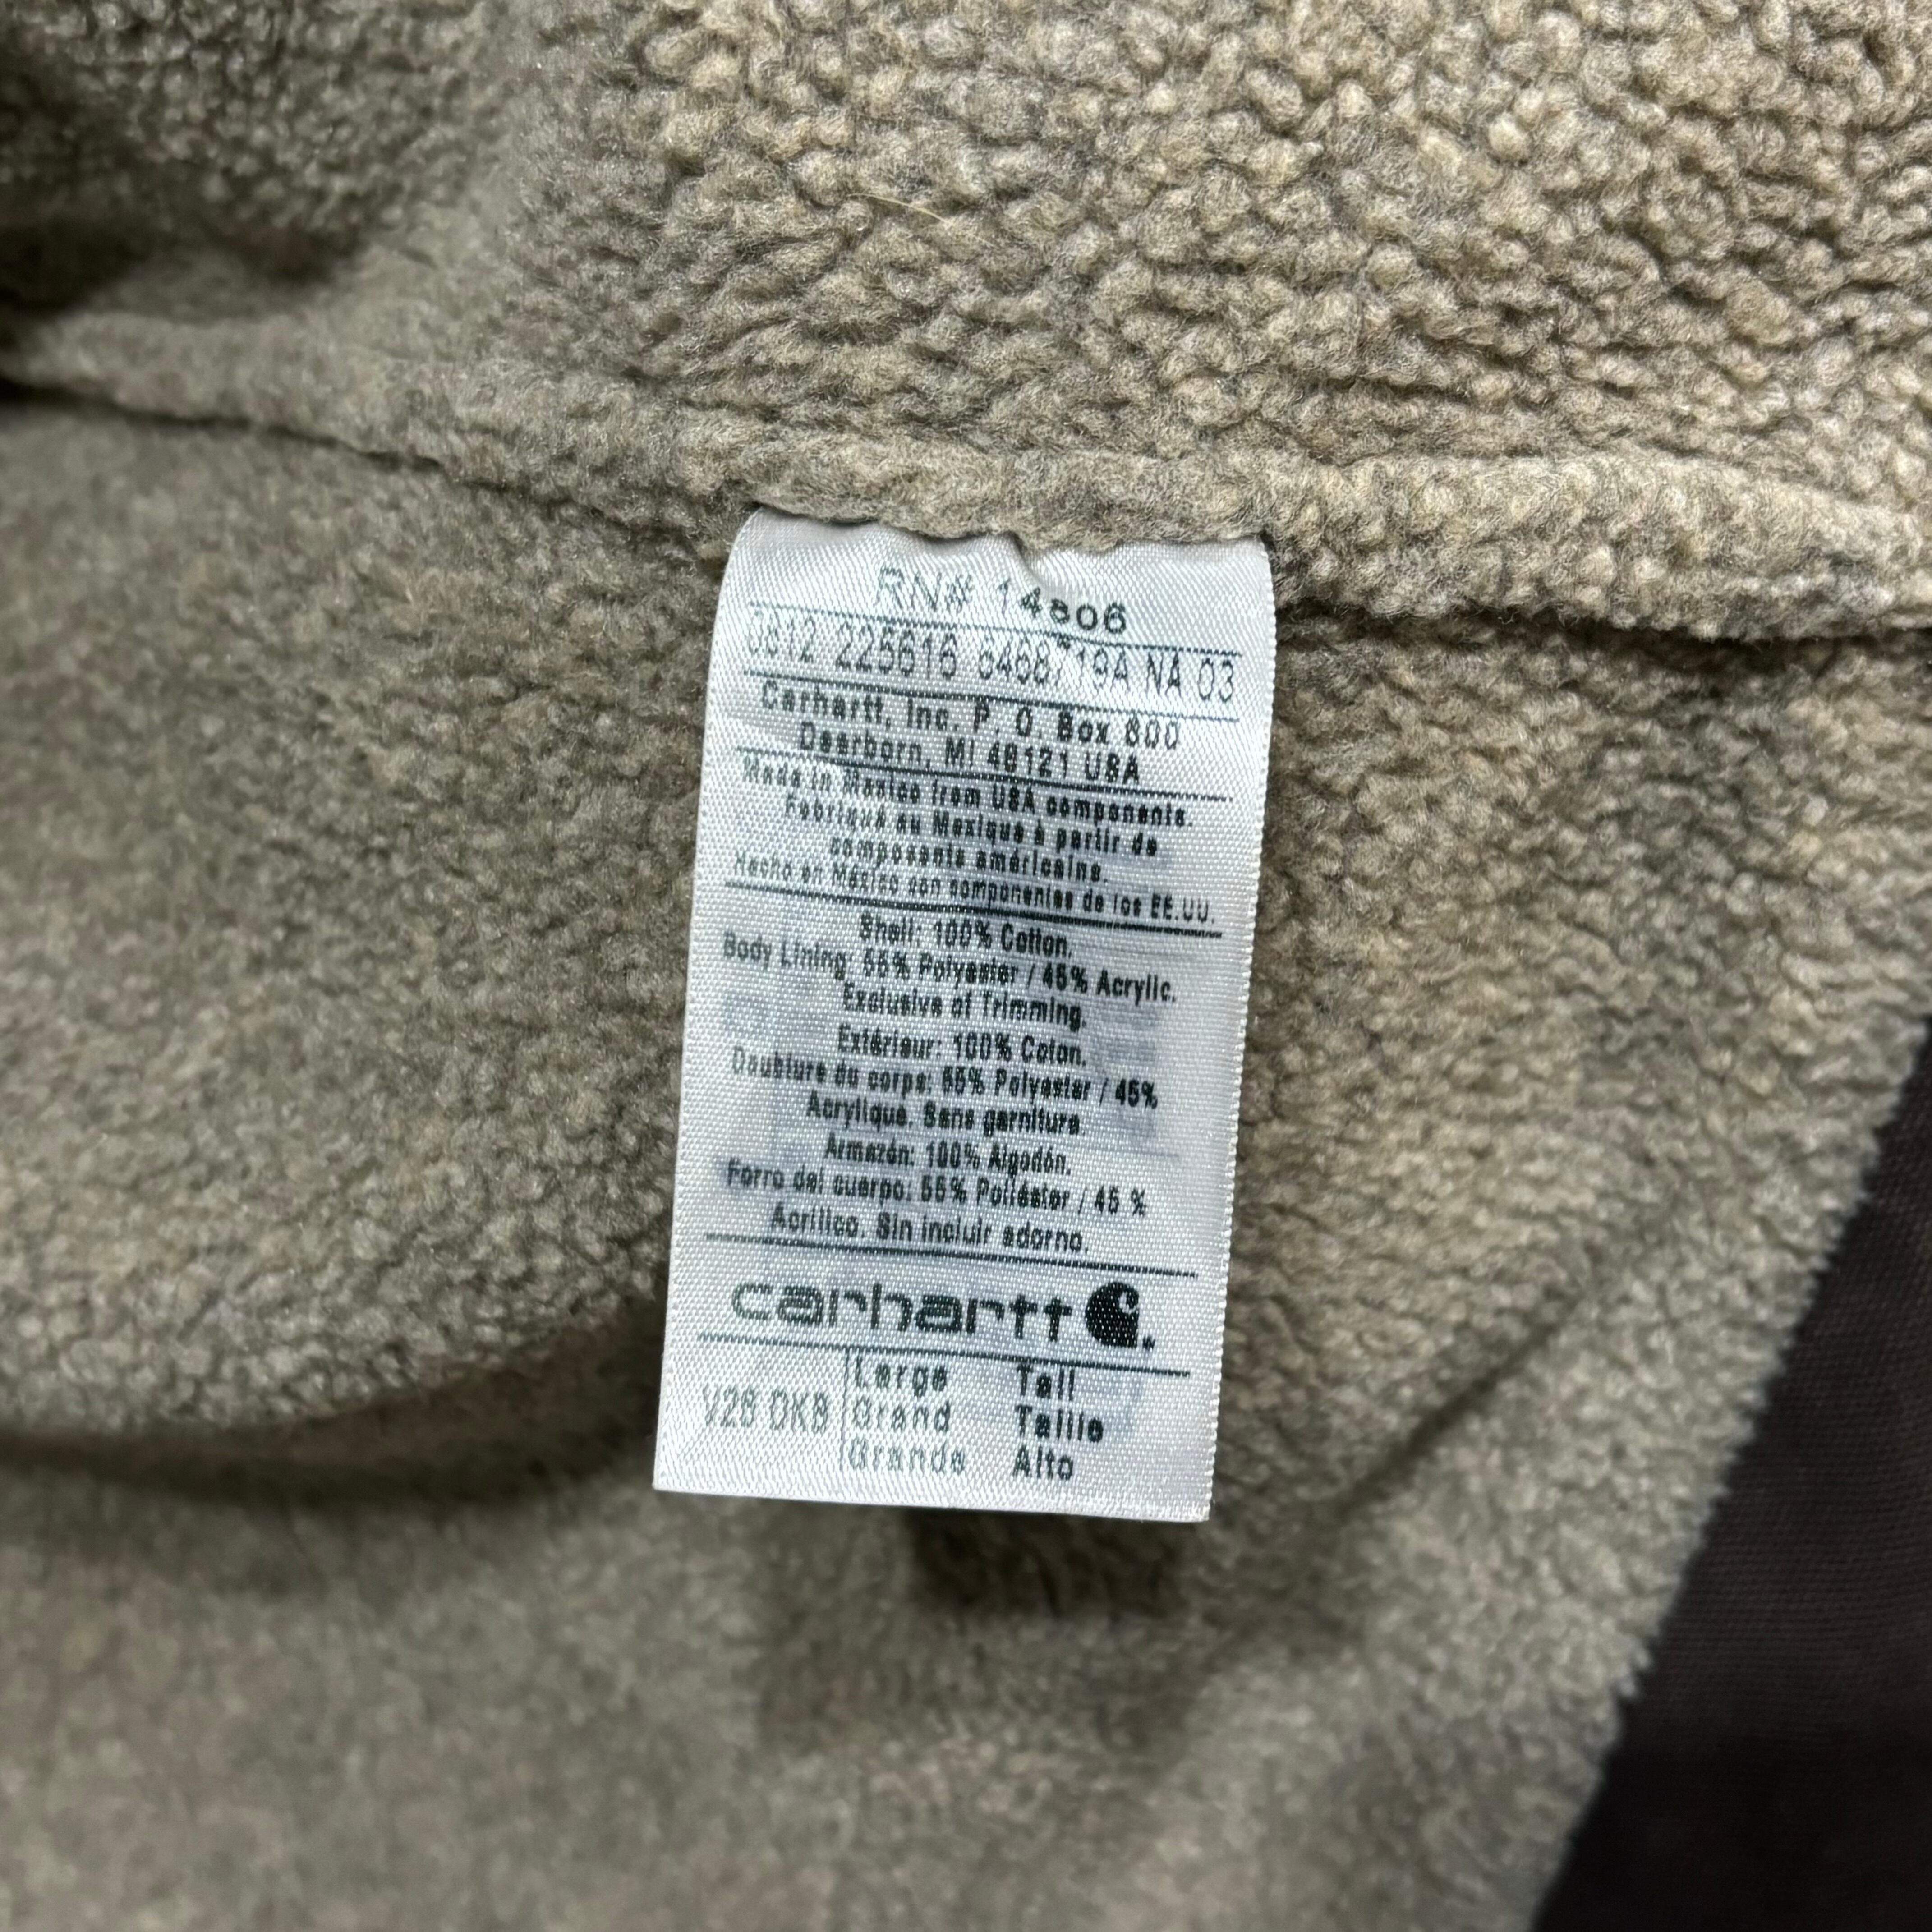 RN# 14806
0812 225616 6468719A NA 03
Carhartt, Inc. P. O. Box 600
Dearborn, MI 48121 USA
Made in Mexico from USA components.
Fabriqué au Mexique à partir de
composants américains.
Hecho en México con componentes de los EE.UU.
Shell: 100% Cotton.
Body Lining: 55% Polyester / 45% Acrylic.
Exclusive of Trimming.
Extérieur: 100% Coton.
Doublure du corps: 55% Polyester / 45%
Acrylique. Sans garniture.
Armazón: 100% Algodón.
Forro del cuerpo: 55% Poliéster / 45 %
Acrílico. Sin incluir adorno.
carhartt
V28 DKB
Large Tall
Grand Taille
Grande Alto